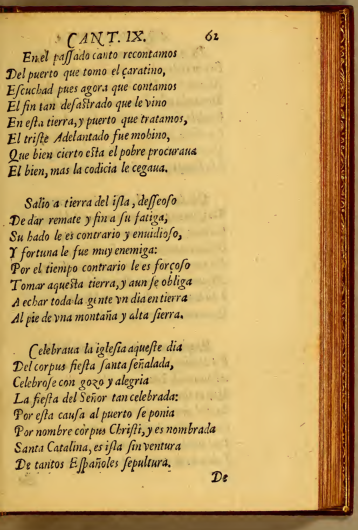 CANT. IX. 62
En el paſſado canto recontamos
Del puerto que tomo el çaratino,
Eſcuchad pues agora que contamos
El fin tan deſaſtrado que le vino
En eſta tierra, y puerto que tratamos,
El triſte Adelantado fue mohino,
Que bien cierto eſta el pobre procuraua
El bien, mas la codicia le cegaua.
Salio a tierra del iſla, deſſeoſo
De dar remate y fin a ſu fatiga,
Su hado le es contrario y enuidioſo,
Y fortuna le fue muy enemiga:
Por el tiempo contrario le es forçoſo
Tomar aqueſta tierra, y aun ſe obliga
A echar toda la gente vn dia en tierra
Al pie de vna montaña y alta ſierra.
Celebraua la igleſia aqueſte dia
Del corpus fieſta ſanta ſeñalada,
Celebroſe con gozo y alegria
La fieſta del Señor tan celebrada:
Por eſta cauſa al puerto ſe ponia
Por nombre corpus Chriſti, y es nombrada
Santa Catalina, es iſla ſin ventura
De tantos Eſpañoles ſepultura.
De